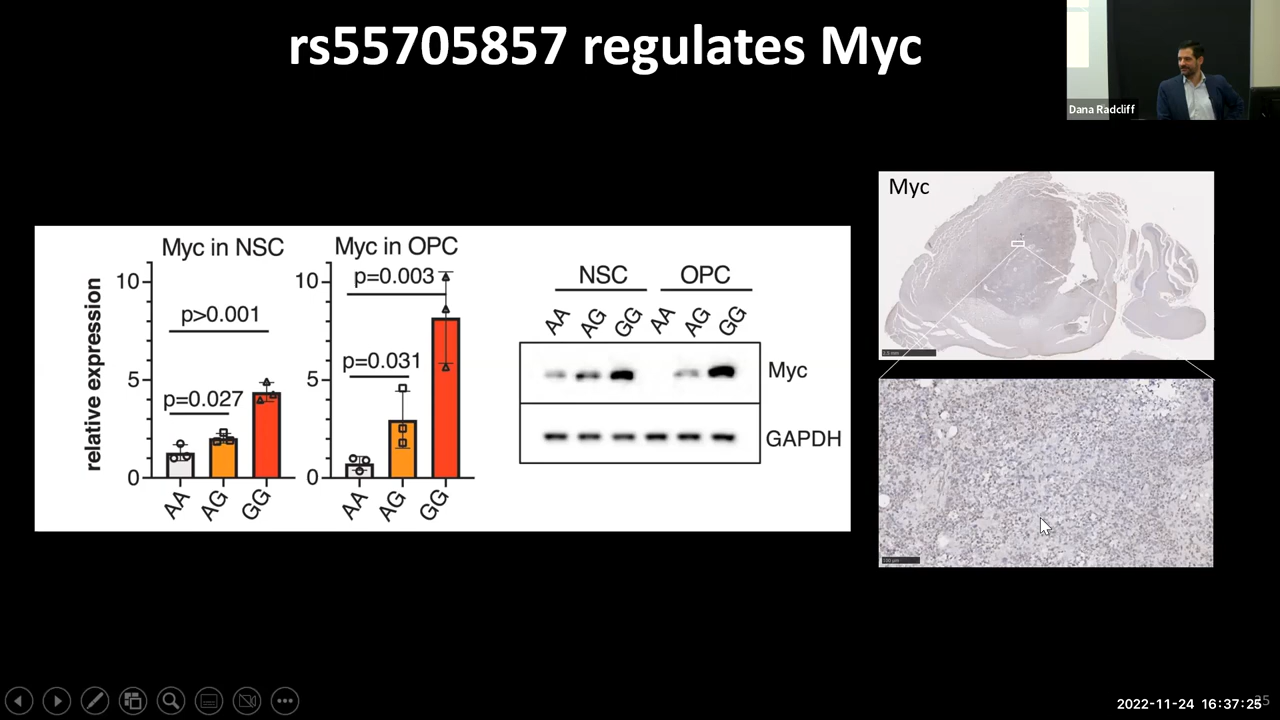 rs55705857 regulates Myc
Dana Radcliff
Myc in NSC
Myc in OPC
relative expression
10
5
0
p>0.001
p=0.027
AA
AG
GG
10
5
0
p=0.003
p=0.031
AA
AG
GG
NSC
OPC
AA
AG
GG
AA
AG
GG
Myc
GAPDH
Myc
2022-11-24 16:37:25